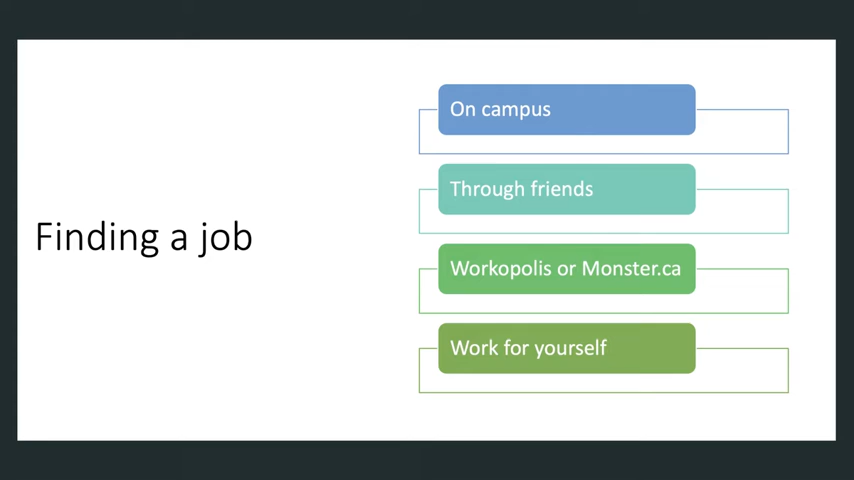 Finding a job
On campus
Through friends
Workopolis or Monster.ca
Work for yourself